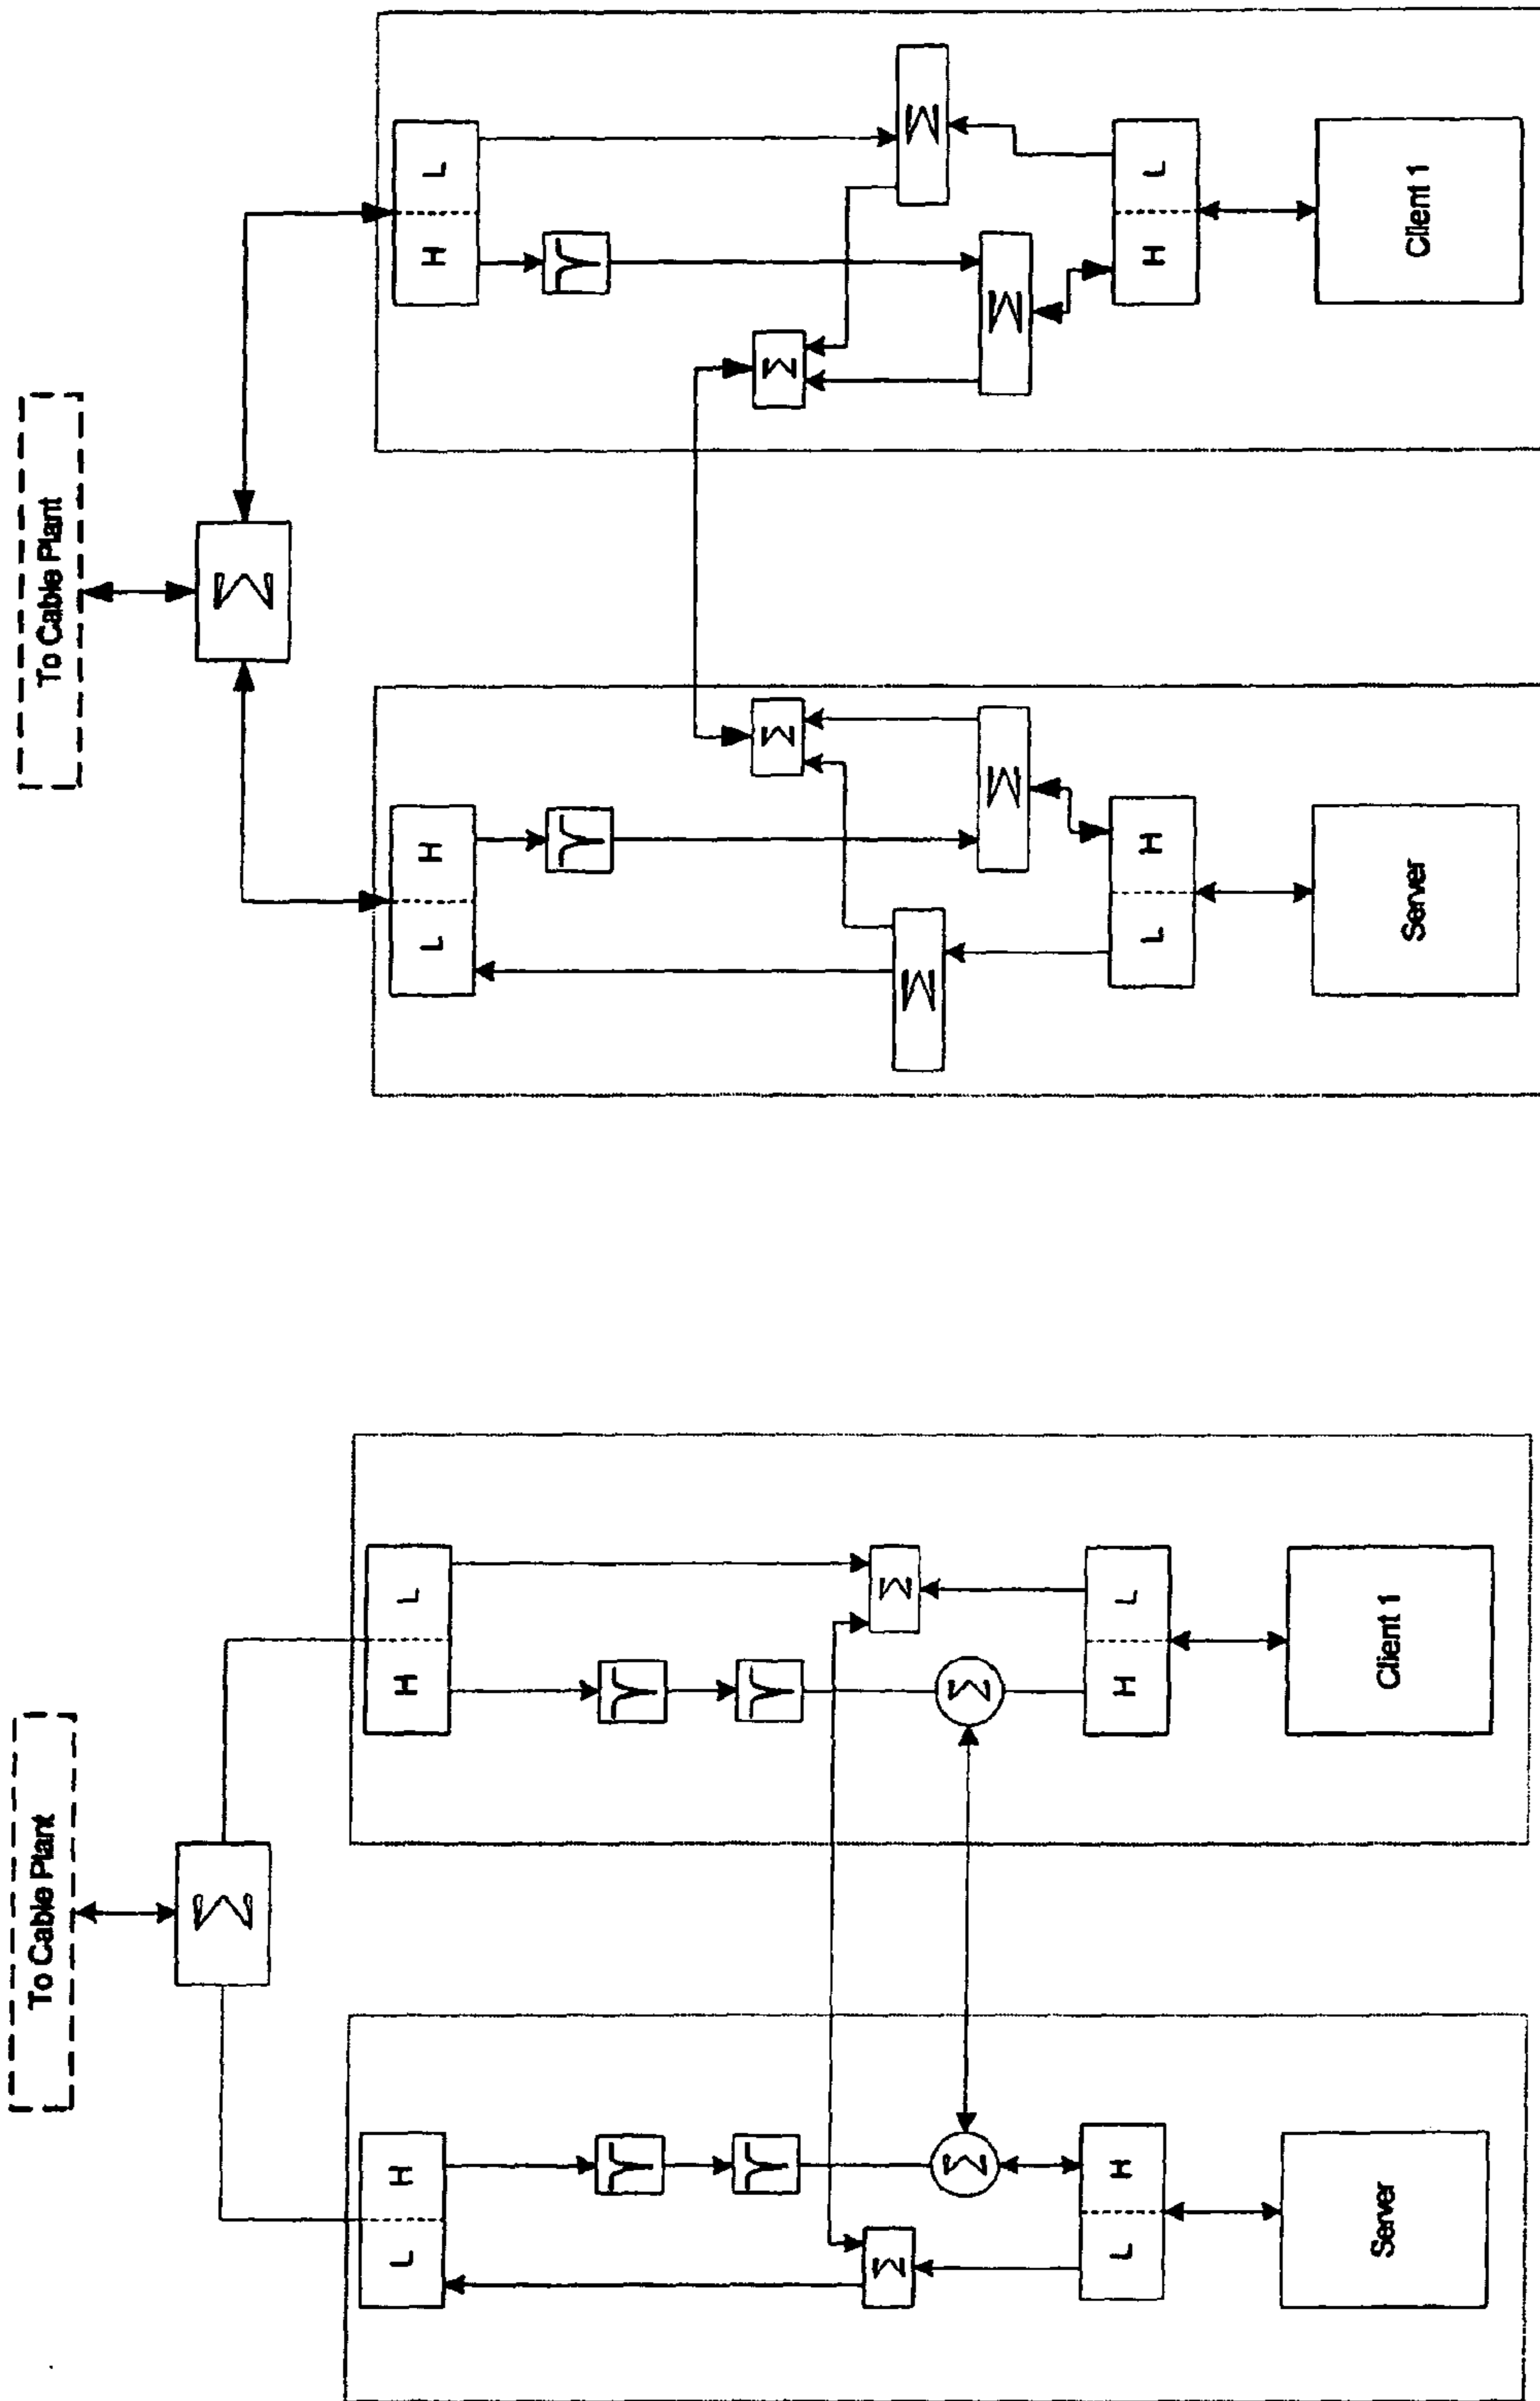 To Cable Plant
Σ
L H
H L
Σ
Σ
Σ
Σ
L H
H L
Server
Client 1
To Cable Plant
Σ
L H
H L
Σ
Σ
Σ
Σ
Σ
Σ
L H
H L
Server
Client 1